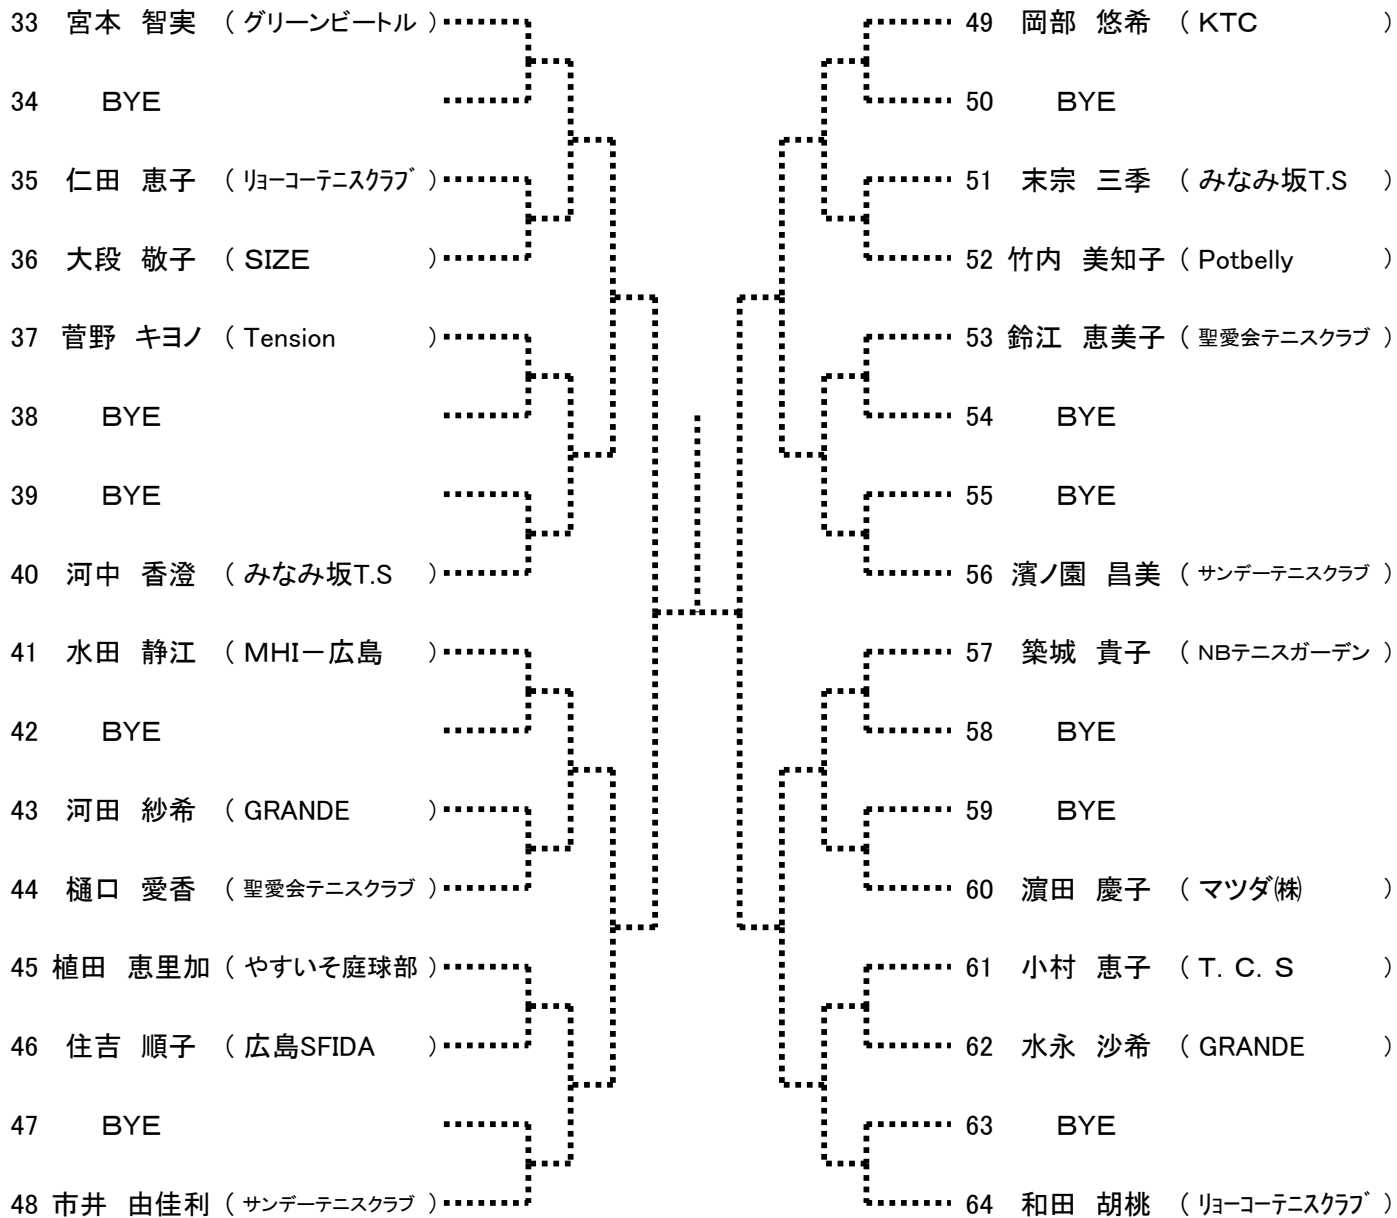 33 宮本 智実 ( グリーンビートル )
34 BYE
35 仁田 恵子 ( ﾘｮｰｺｰﾃﾆｽｸﾗﾌﾞ )
36 大段 敬子 ( SIZE )
37 菅野 キヨノ ( Tension )
38 BYE
39 BYE
40 河中 香澄 ( みなみ坂T.S )
41 水田 静江 ( MHIー広島 )
42 BYE
43 河田 紗希 ( GRANDE )
44 樋口 愛香 ( 聖愛会テニスクラブ )
45 植田 恵里加 ( やすいそ庭球部 )
46 住吉 順子 ( 広島SFIDA )
47 BYE
48 市井 由佳利 ( サンデーテニスクラブ )
49 岡部 悠希 ( KTC )
50 BYE
51 末宗 三季 ( みなみ坂T.S )
52 竹内 美知子 ( Potbelly )
53 鈴江 恵美子 ( 聖愛会テニスクラブ )
54 BYE
55 BYE
56 濱ノ園 昌美 ( サンデーテニスクラブ )
57 築城 貴子 ( NBテニスガーデン )
58 BYE
59 BYE
60 濵田 慶子 ( マツダ㈱ )
61 小村 恵子 ( T. C. S )
62 水永 沙希 ( GRANDE )
63 BYE
64 和田 胡桃 ( ﾘｮｰｺｰﾃﾆｽｸﾗﾌﾞ )